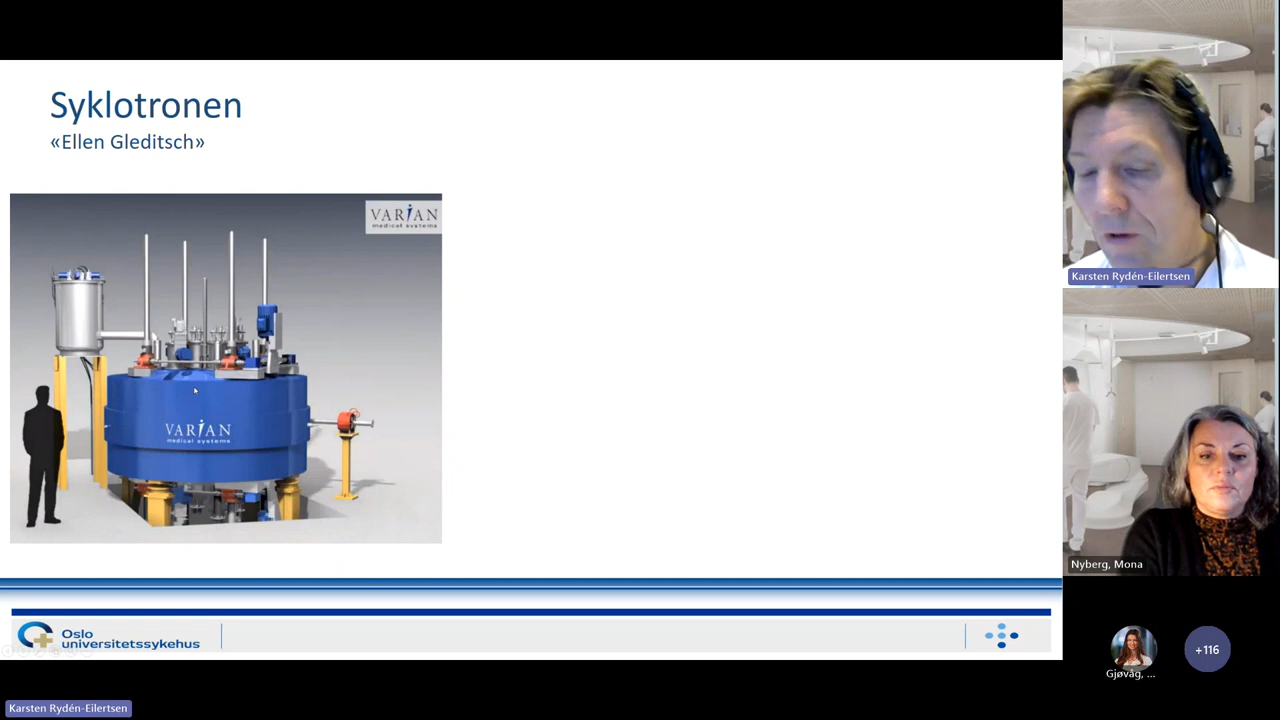 Syklotronen
«Ellen Gleditsch»
VARIAN
medical systems
VARIAN
medical systems
Oslo
universitetssykehus
Karsten Rydén-Eilertsen
Nyberg, Mona
Gjøvåg, ...
+116
Karsten Rydén-Eilertsen